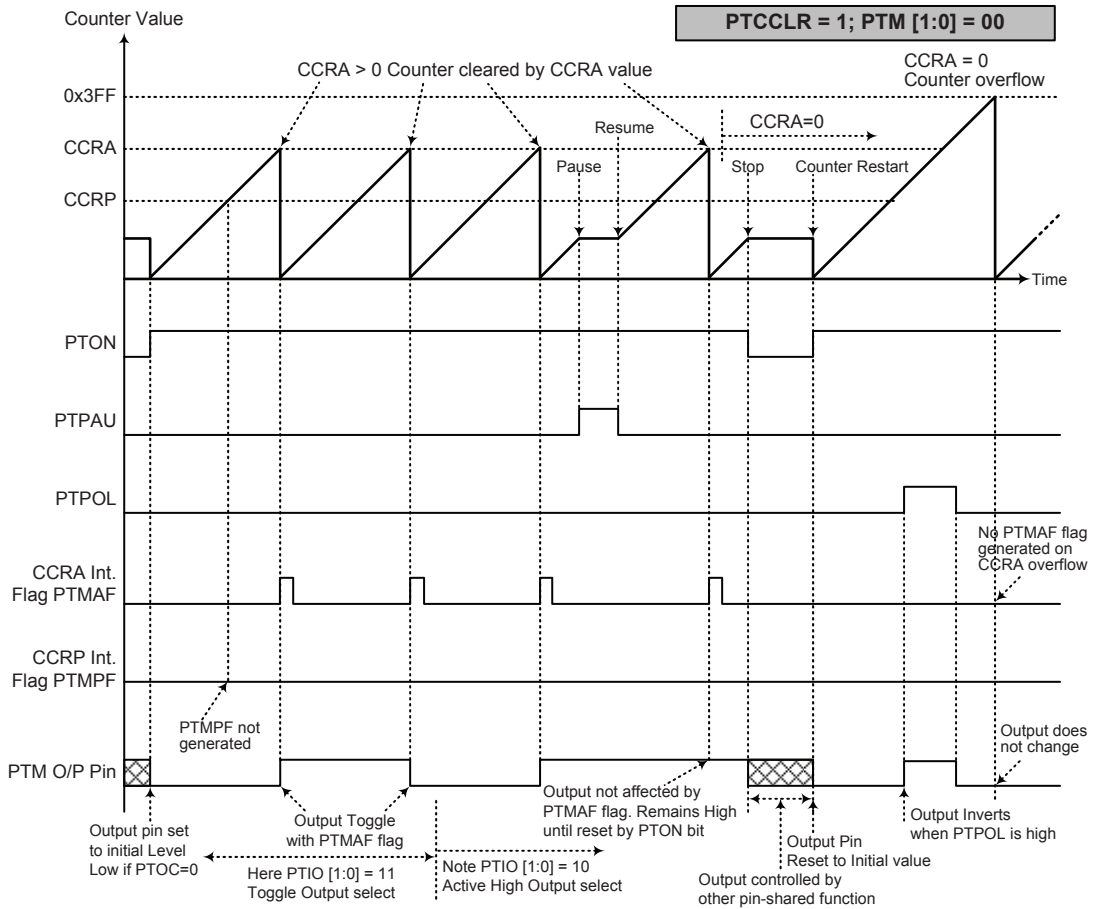 Counter Value
PTCCLR = 1; PTM [1:0] = 00
CCRA > 0 Counter cleared by CCRA value
CCRA = 0
Counter overflow
0x3FF
Resume
CCRA=0
CCRA
Pause
Stop
Counter Restart
CCRP
Time
PTON
PTPAU
PTPOL
No PTMAF flag
generated on
CCRA overflow
CCRA Int.
Flag PTMAF
CCRP Int.
Flag PTMPF
PTMPF not
generated
Output does
not change
PTM O/P Pin
Output pin set
to initial Level
Low if PTOC=0
Output Toggle
with PTMAF flag
Output not affected by
PTMAF flag. Remains High
until reset by PTON bit
Output Inverts
when PTPOL is high
Output Pin
Reset to Initial value
Here PTIO [1:0] = 11
Toggle Output select
Note PTIO [1:0] = 10
Active High Output select
Output controlled by
other pin-shared function